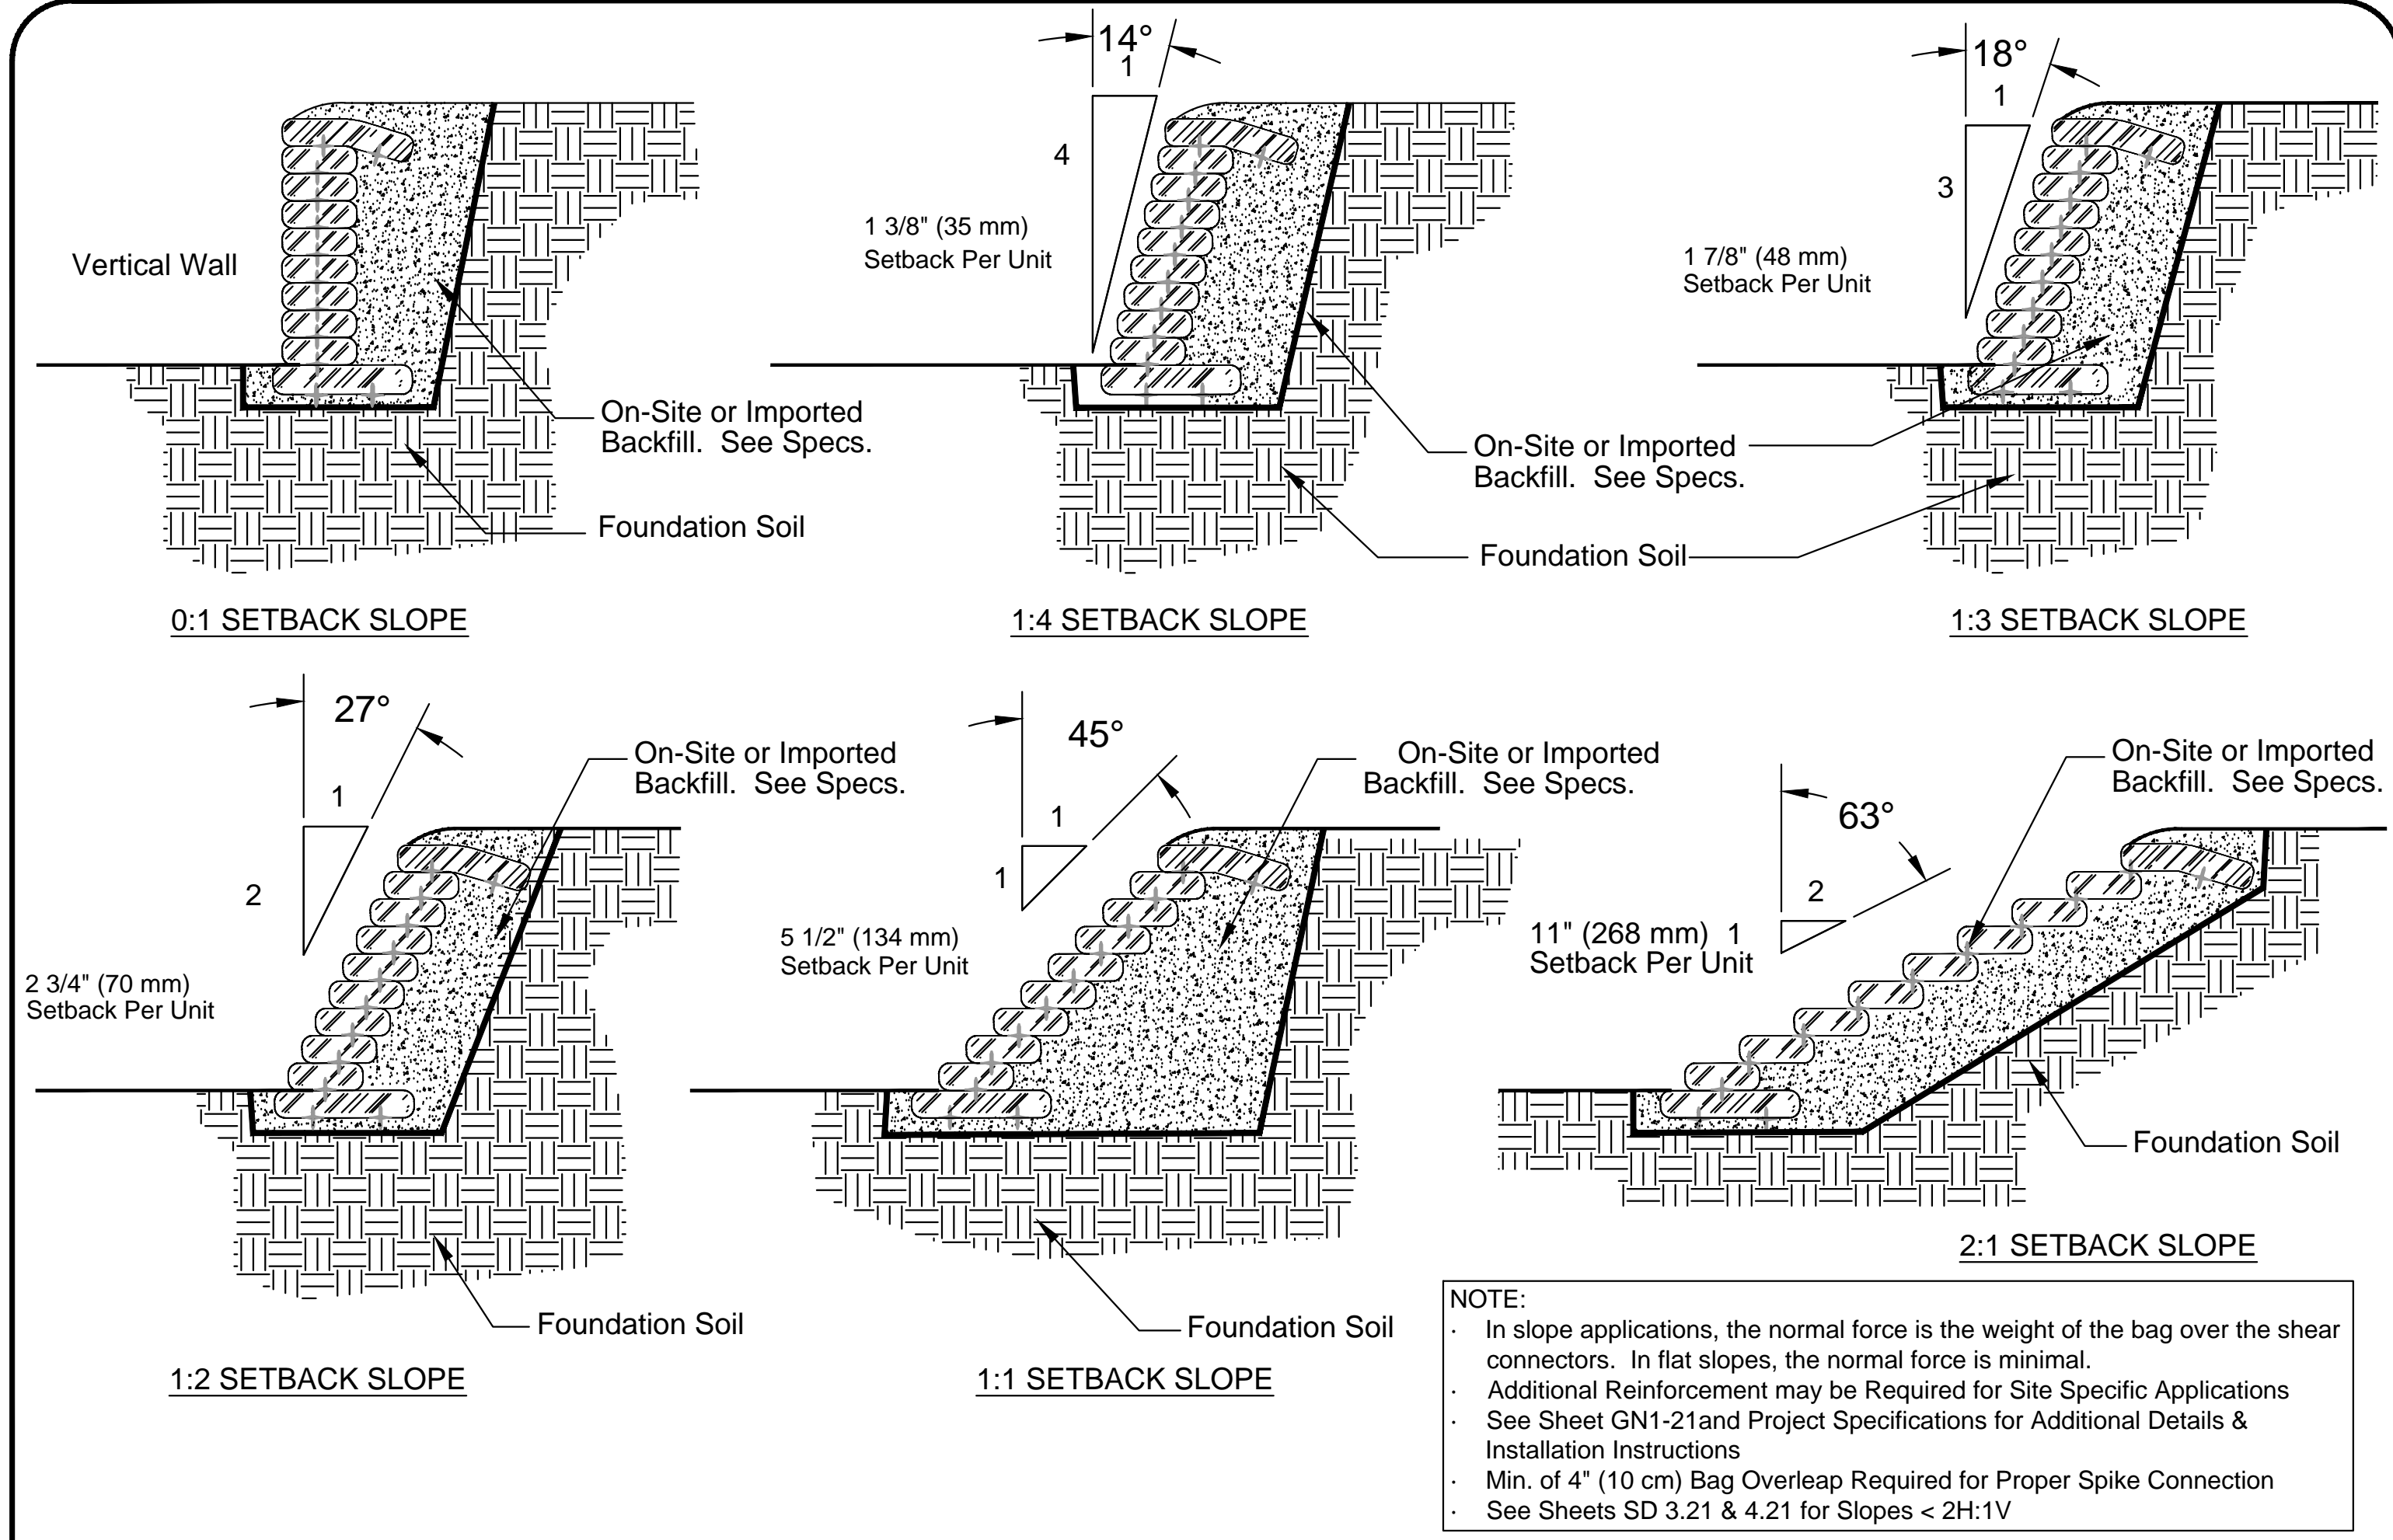 14°
1
4
1 3/8" (35 mm)
Setback Per Unit
18°
1
3
1 7/8" (48 mm)
Setback Per Unit
Vertical Wall
On-Site or Imported
Backfill. See Specs.
Foundation Soil
On-Site or Imported
Backfill. See Specs.
Foundation Soil
0:1 SETBACK SLOPE
1:4 SETBACK SLOPE
1:3 SETBACK SLOPE
27°
1
2
2 3/4" (70 mm)
Setback Per Unit
On-Site or Imported
Backfill. See Specs.
Foundation Soil
1:2 SETBACK SLOPE
45°
1
1
5 1/2" (134 mm)
Setback Per Unit
On-Site or Imported
Backfill. See Specs.
Foundation Soil
1:1 SETBACK SLOPE
63°
2
11" (268 mm) 1
Setback Per Unit
On-Site or Imported
Backfill. See Specs.
Foundation Soil
2:1 SETBACK SLOPE
NOTE:
· In slope applications, the normal force is the weight of the bag over the shear
connectors. In flat slopes, the normal force is minimal.
· Additional Reinforcement may be Required for Site Specific Applications
· See Sheet GN1-21and Project Specifications for Additional Details &
Installation Instructions
· Min. of 4" (10 cm) Bag Overleap Required for Proper Spike Connection
· See Sheets SD 3.21 & 4.21 for Slopes < 2H:1V